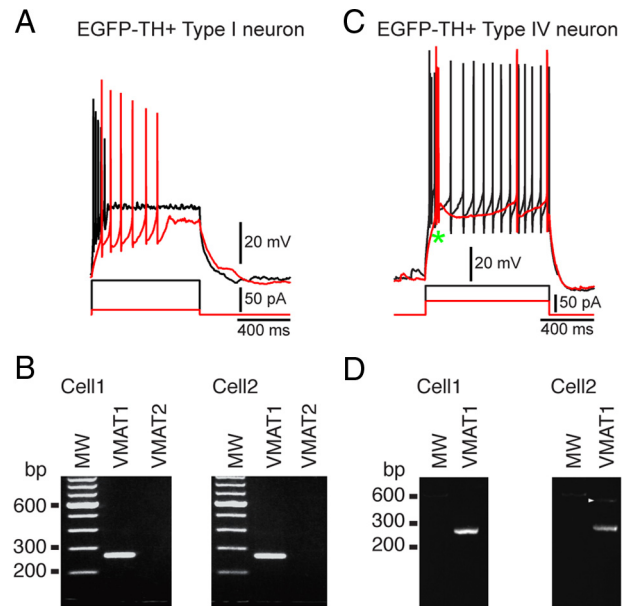 A EGFP-TH+ Type I neuron
20 mV
50 pA
400 ms
C EGFP-TH+ Type IV neuron
*
20 mV
50 pA
400 ms
B
Cell1 Cell2
MW VMAT1 VMAT2 MW VMAT1 VMAT2
bp
600
300
200
D
Cell1 Cell2
MW VMAT1 MW VMAT1
bp
600
300
200